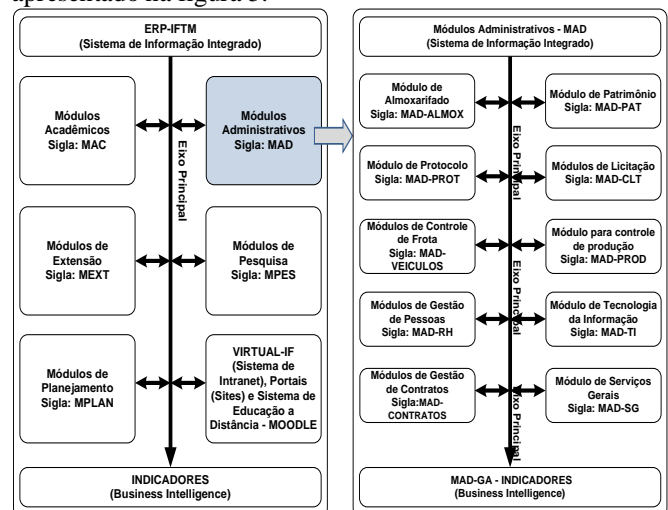 apresentado na figura 3.
ERP-IFTM
(Sistema de Informação Integrado)
Módulos
Acadêmicos
Sigla: MAC
Módulos
Administrativos
Sigla: MAD
Eixo Principal
Módulos de
Extensão
Sigla: MEXT
Módulos de
Pesquisa
Sigla: MPES
Módulos de
Planejamento
Sigla: MPLAN
VIRTUAL-IF
(Sistema de
Intranet), Portais
(Sites) e Sistema de
Educação a
Distância - MOODLE
INDICADORES
(Business Intelligence)
Módulos Administrativos - MAD
(Sistema de Informação Integrado)
Módulo de
Almoxarifado
Sigla: MAD-ALMOX
Módulo de Patrimônio
Sigla: MAD-PAT
Eixo Principal
Módulo de Protocolo
Sigla: MAD-PROT
Módulos de Licitação
Sigla: MAD-CLT
Eixo Principal
Módulos de Controle
de Frota
Sigla: MAD-
VEICULOS
Módulo para controle
de produção
Sigla: MAD-PROD
Eixo Principal
Módulos de Gestão
de Pessoas
Sigla: MAD-RH
Módulo de Tecnologia
da Informação
Sigla: MAD-TI
Módulos de Gestão
de Contratos
Sigla:MAD-
CONTRATOS
Eixo Principal
Módulo de Serviços
Gerais
Sigla: MAD-SG
MAD-GA - INDICADORES
(Business Intelligence)